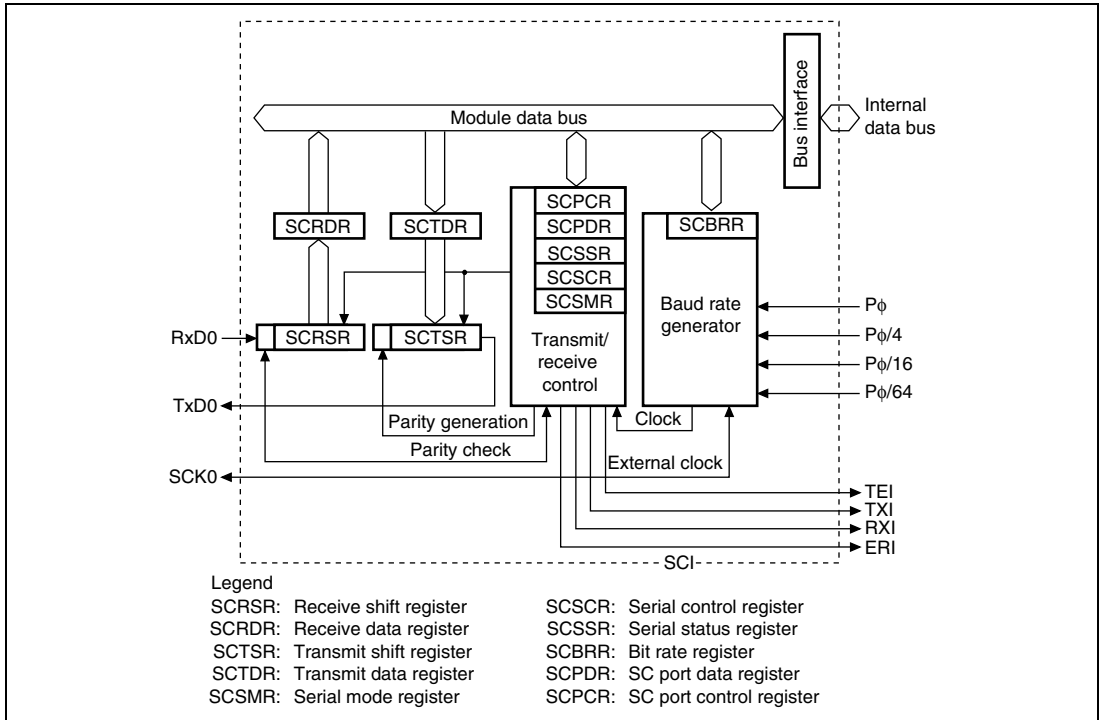 Module data bus
Bus interface
Internal
data bus
SCRDR
SCTDR
SCPCR
SCPDR
SCSSR
SCSCR
SCSMR
SCBRR
Transmit/
receive
control
Baud rate
generator
Pϕ
Pϕ/4
Pϕ/16
Pϕ/64
RxD0
SCRSR
SCTSR
TxD0
Parity generation
Clock
Parity check
External clock
SCK0
TEI
TXI
RXI
ERI
SCI
Legend
SCRSR: Receive shift register
SCRDR: Receive data register
SCTSR: Transmit shift register
SCTDR: Transmit data register
SCSMR: Serial mode register
SCSCR: Serial control register
SCSSR: Serial status register
SCBRR: Bit rate register
SCPDR: SC port data register
SCPCR: SC port control register